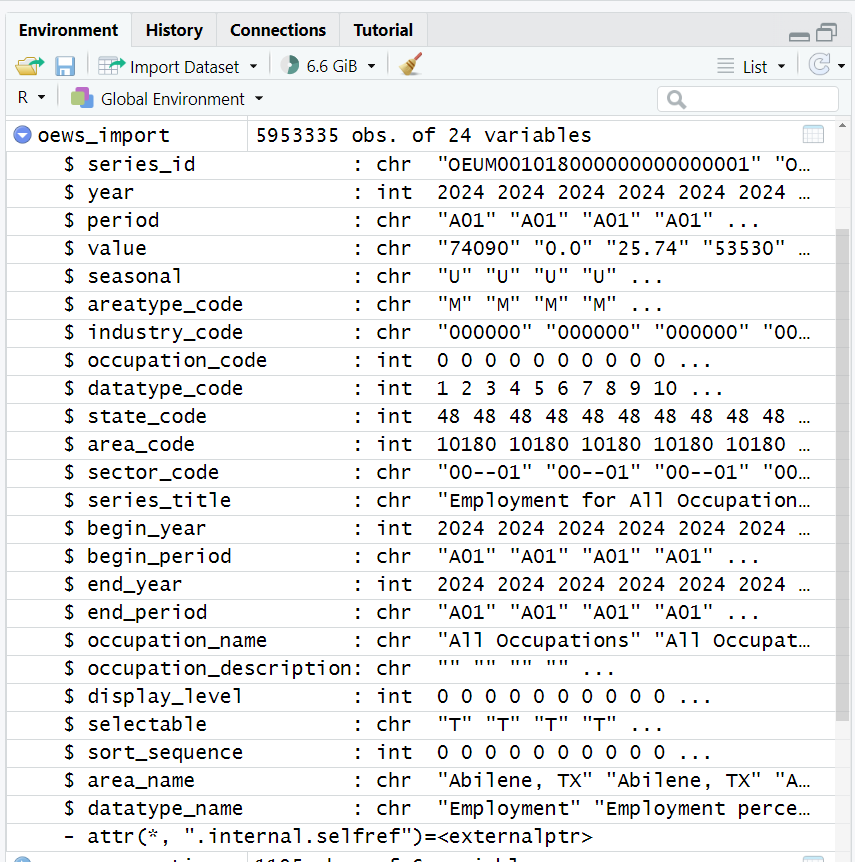 Environment History Connections Tutorial
Import Dataset 6.6 GiB List
R Global Environment
oews_import 5953335 obs. of 24 variables
$ series_id : chr "OEUM001018000000000000001" "O...
$ year : int 2024 2024 2024 2024 2024 2024 ...
$ period : chr "A01" "A01" "A01" "A01" ...
$ value : chr "74090" "0.0" "25.74" "53530" ...
$ seasonal : chr "U" "U" "U" "U" ...
$ areatype_code : chr "M" "M" "M" "M" ...
$ industry_code : chr "000000" "000000" "000000" "00...
$ occupation_code : int 0 0 0 0 0 0 0 0 0 0 ...
$ datatype_code : int 1 2 3 4 5 6 7 8 9 10 ...
$ state_code : int 48 48 48 48 48 48 48 48 48 48 ...
$ area_code : int 10180 10180 10180 10180 10180 ...
$ sector_code : chr "00--01" "00--01" "00--01" "00...
$ series_title : chr "Employment for All Occupation...
$ begin_year : int 2024 2024 2024 2024 2024 2024 ...
$ begin_period : chr "A01" "A01" "A01" "A01" ...
$ end_year : int 2024 2024 2024 2024 2024 2024 ...
$ end_period : chr "A01" "A01" "A01" "A01" ...
$ occupation_name : chr "All Occupations" "All Occupat...
$ occupation_description: chr "" "" "" "" ...
$ display_level : int 0 0 0 0 0 0 0 0 0 0 ...
$ selectable : chr "T" "T" "T" "T" ...
$ sort_sequence : int 0 0 0 0 0 0 0 0 0 0 ...
$ area_name : chr "Abilene, TX" "Abilene, TX" "A...
$ datatype_name : chr "Employment" "Employment perce...
- attr(*, ".internal.selfref")=<externalptr>